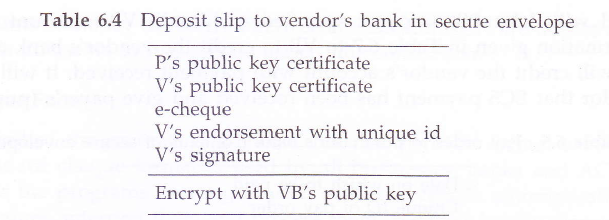 Table 6.4 Deposit slip to vendor's bank in secure envelope
P's public key certificate
V's public key certificate
e-cheque
V's endorsement with unique id
V's signature
Encrypt with VB's public key